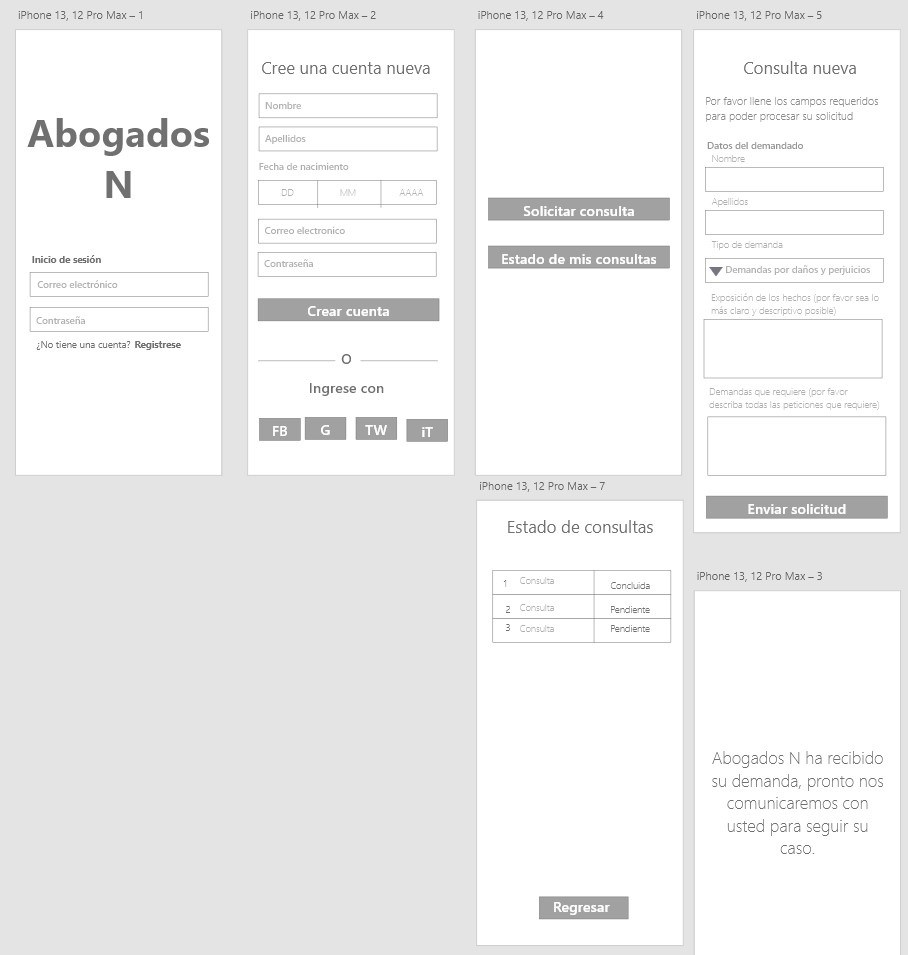 iPhone 13, 12 Pro Max – 1
Abogados
N
Inicio de sesión
Correo electrónico
Contraseña
¿No tiene una cuenta? Registrese
iPhone 13, 12 Pro Max – 2
Cree una cuenta nueva
Nombre
Apellidos
Fecha de nacimiento
DD MM AAAA
Correo electronico
Contraseña
Crear cuenta
O
Ingrese con
FB G TW iT
iPhone 13, 12 Pro Max – 4
Solicitar consulta
Estado de mis consultas
iPhone 13, 12 Pro Max – 5
Consulta nueva
Por favor llene los campos requeridos
para poder procesar su solicitud
Datos del demandado
Nombre
Apellidos
Tipo de demanda
Demandas por daños y perjuicios
Exposición de los hechos (por favor sea lo
más claro y descriptivo posible)
Demandas que requiere (por favor
describa todas las peticiones que requiere)
Enviar solicitud
iPhone 13, 12 Pro Max – 7
Estado de consultas
1 Consulta Concluida
2 Consulta Pendiente
3 Consulta Pendiente
Regresar
iPhone 13, 12 Pro Max – 3
Abogados N ha recibido
su demanda, pronto nos
comunicaremos con
usted para seguir su
caso.